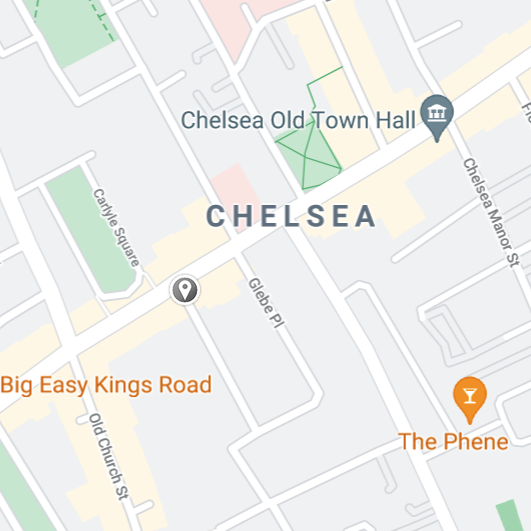 Chelsea Old Town Hall
Chelsea Manor St
Carlyle Square
CHELSEA
Glebe Pl
Big Easy Kings Road
Old Church St
The Phene